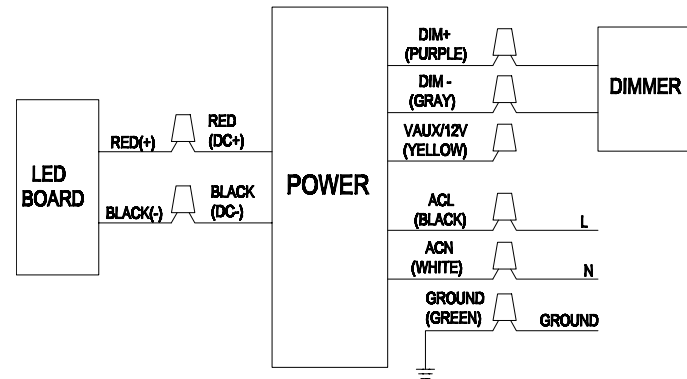 LED
BOARD
RED(+)
RED
(DC+)
BLACK(-)
BLACK
(DC-)
POWER
DIM+
(PURPLE)
DIM -
(GRAY)
VAUX/12V
(YELLOW)
ACL
(BLACK)
L
ACN
(WHITE)
N
GROUND
(GREEN)
GROUND
DIMMER